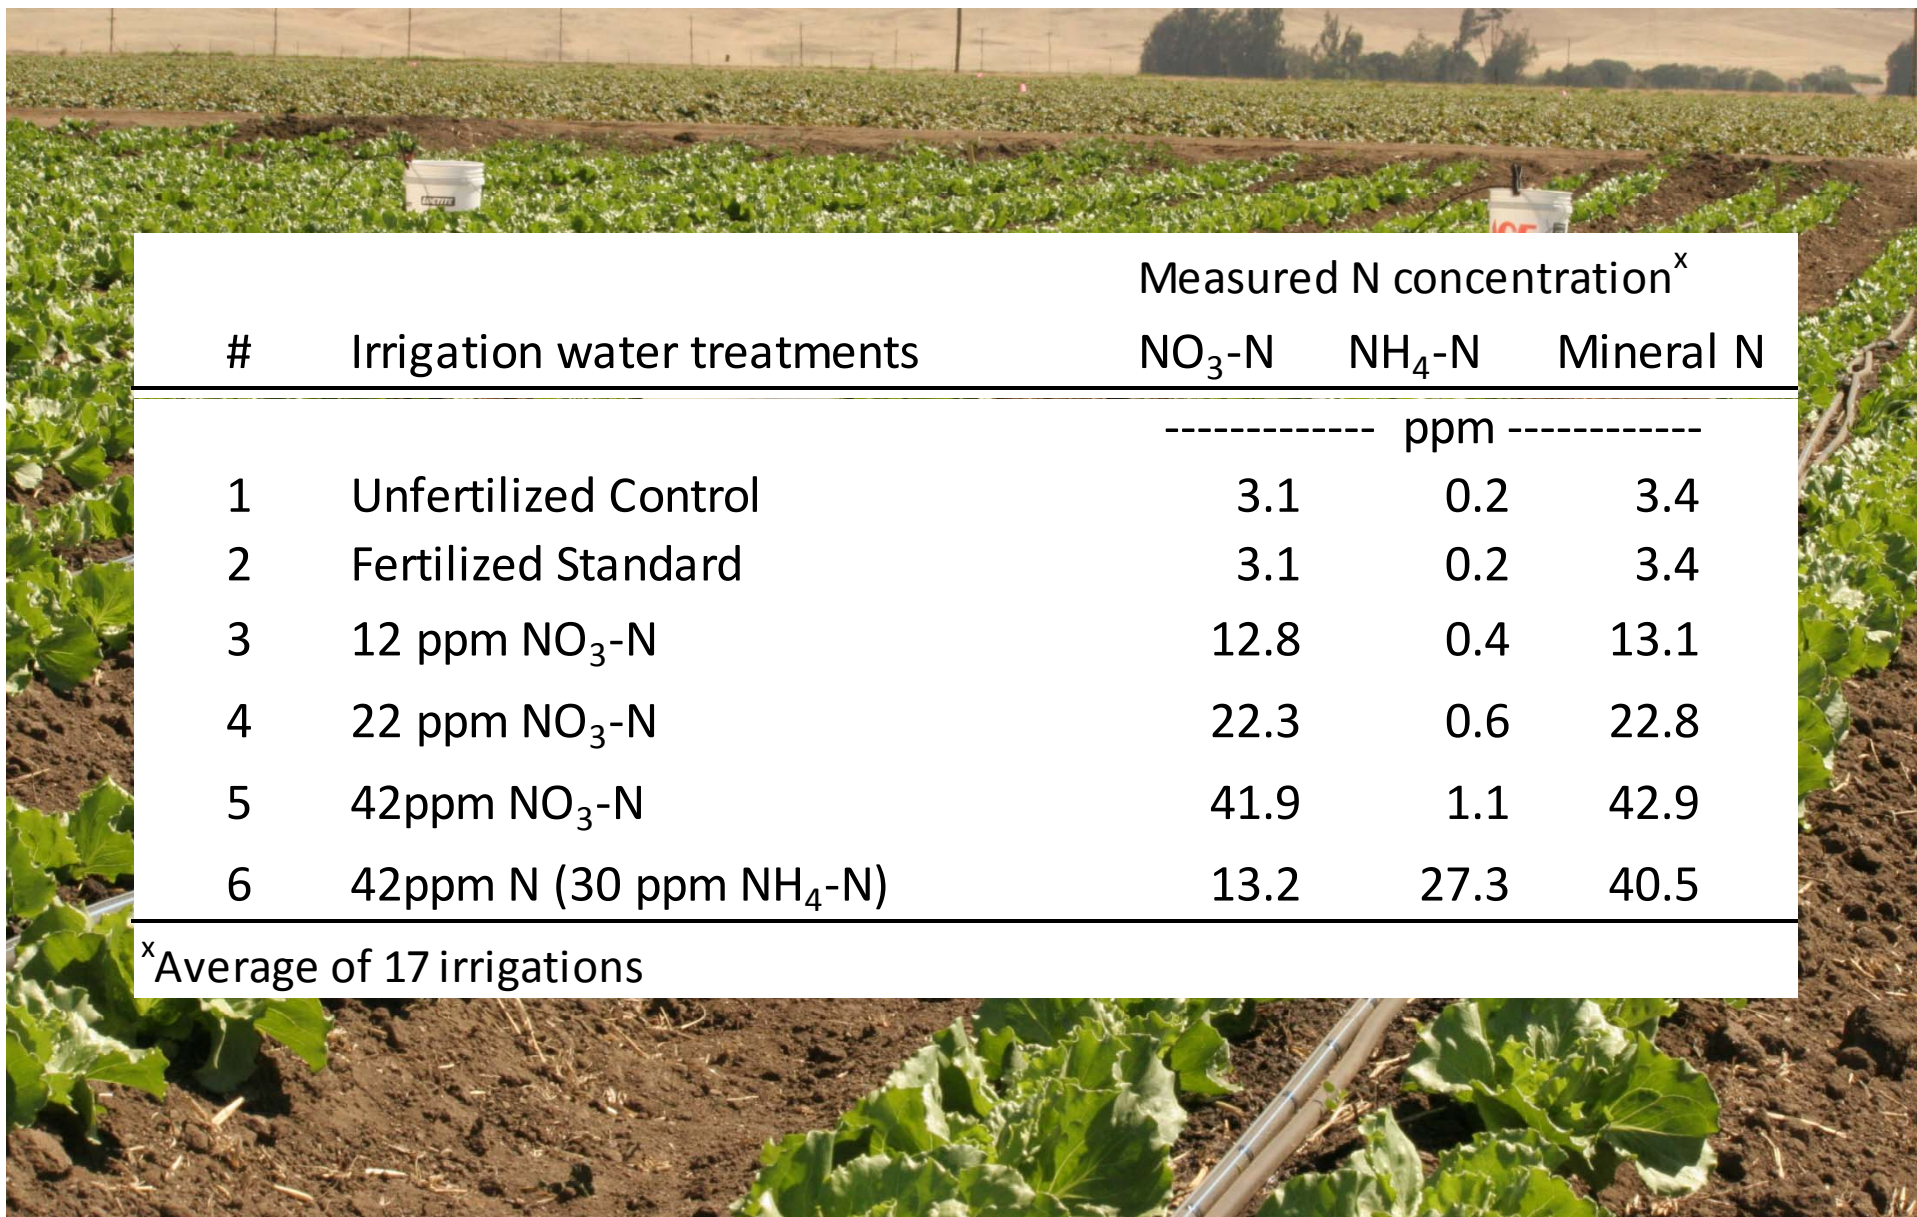 LOCTITE
Measured N concentrationˣ
# Irrigation water treatments NO₃-N NH₄-N Mineral N
------------- ppm ------------
1 Unfertilized Control 3.1 0.2 3.4
2 Fertilized Standard 3.1 0.2 3.4
3 12 ppm NO₃-N 12.8 0.4 13.1
4 22 ppm NO₃-N 22.3 0.6 22.8
5 42ppm NO₃-N 41.9 1.1 42.9
6 42ppm N (30 ppm NH₄-N) 13.2 27.3 40.5
ˣAverage of 17 irrigations